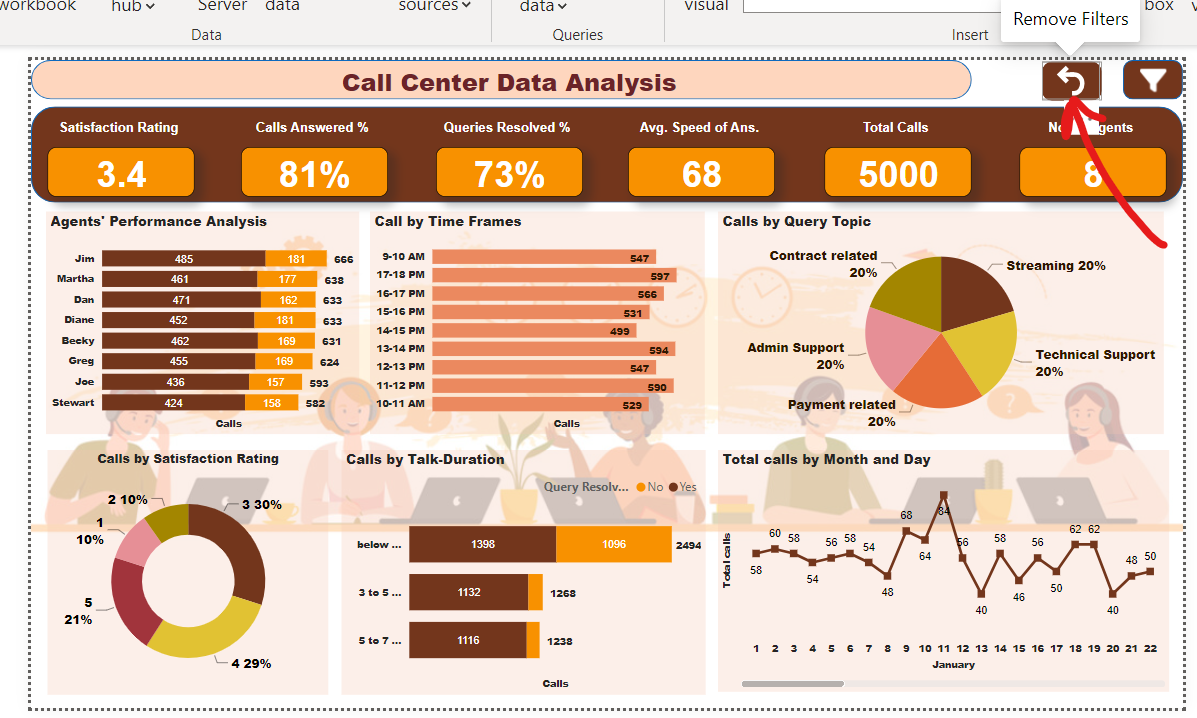 workbook hub Server data sources data visual box
Remove Filters
Data Queries Insert
Call Center Data Analysis
Satisfaction Rating Calls Answered % Queries Resolved % Avg. Speed of Ans. Total Calls
3.4 81% 73% 68 5000 8
Agents' Performance Analysis
Jim 485 181 666
Martha 461 177 638
Dan 471 162 633
Diane 452 181 633
Becky 462 169 631
Greg 455 169 624
Joe 436 157 593
Stewart 424 158 582
Calls
Call by Time Frames
9-10 AM 547
17-18 PM 597
16-17 PM 566
15-16 PM 531
14-15 PM 499
13-14 PM 594
12-13 PM 547
11-12 PM 590
10-11 AM 529
Calls
Calls by Query Topic
Contract related
20%
Streaming 20%
Admin Support
20%
Technical Support
20%
Payment related
20%
Calls by Satisfaction Rating
2 10%
3 30%
1
10%
5
21%
4 29%
Calls by Talk-Duration
Query Resolv... No Yes
below ... 1398 1096 2494
3 to 5 ... 1132 1268
5 to 7 ... 1116 1238
Calls
Total calls by Month and Day
Total calls
58 60 58 54 56 58 54 48 68 64 84 56 40 58 46 56 50 62 62 40 48 50
1 2 3 4 5 6 7 8 9 10 11 12 13 14 15 16 17 18 19 20 21 22
January